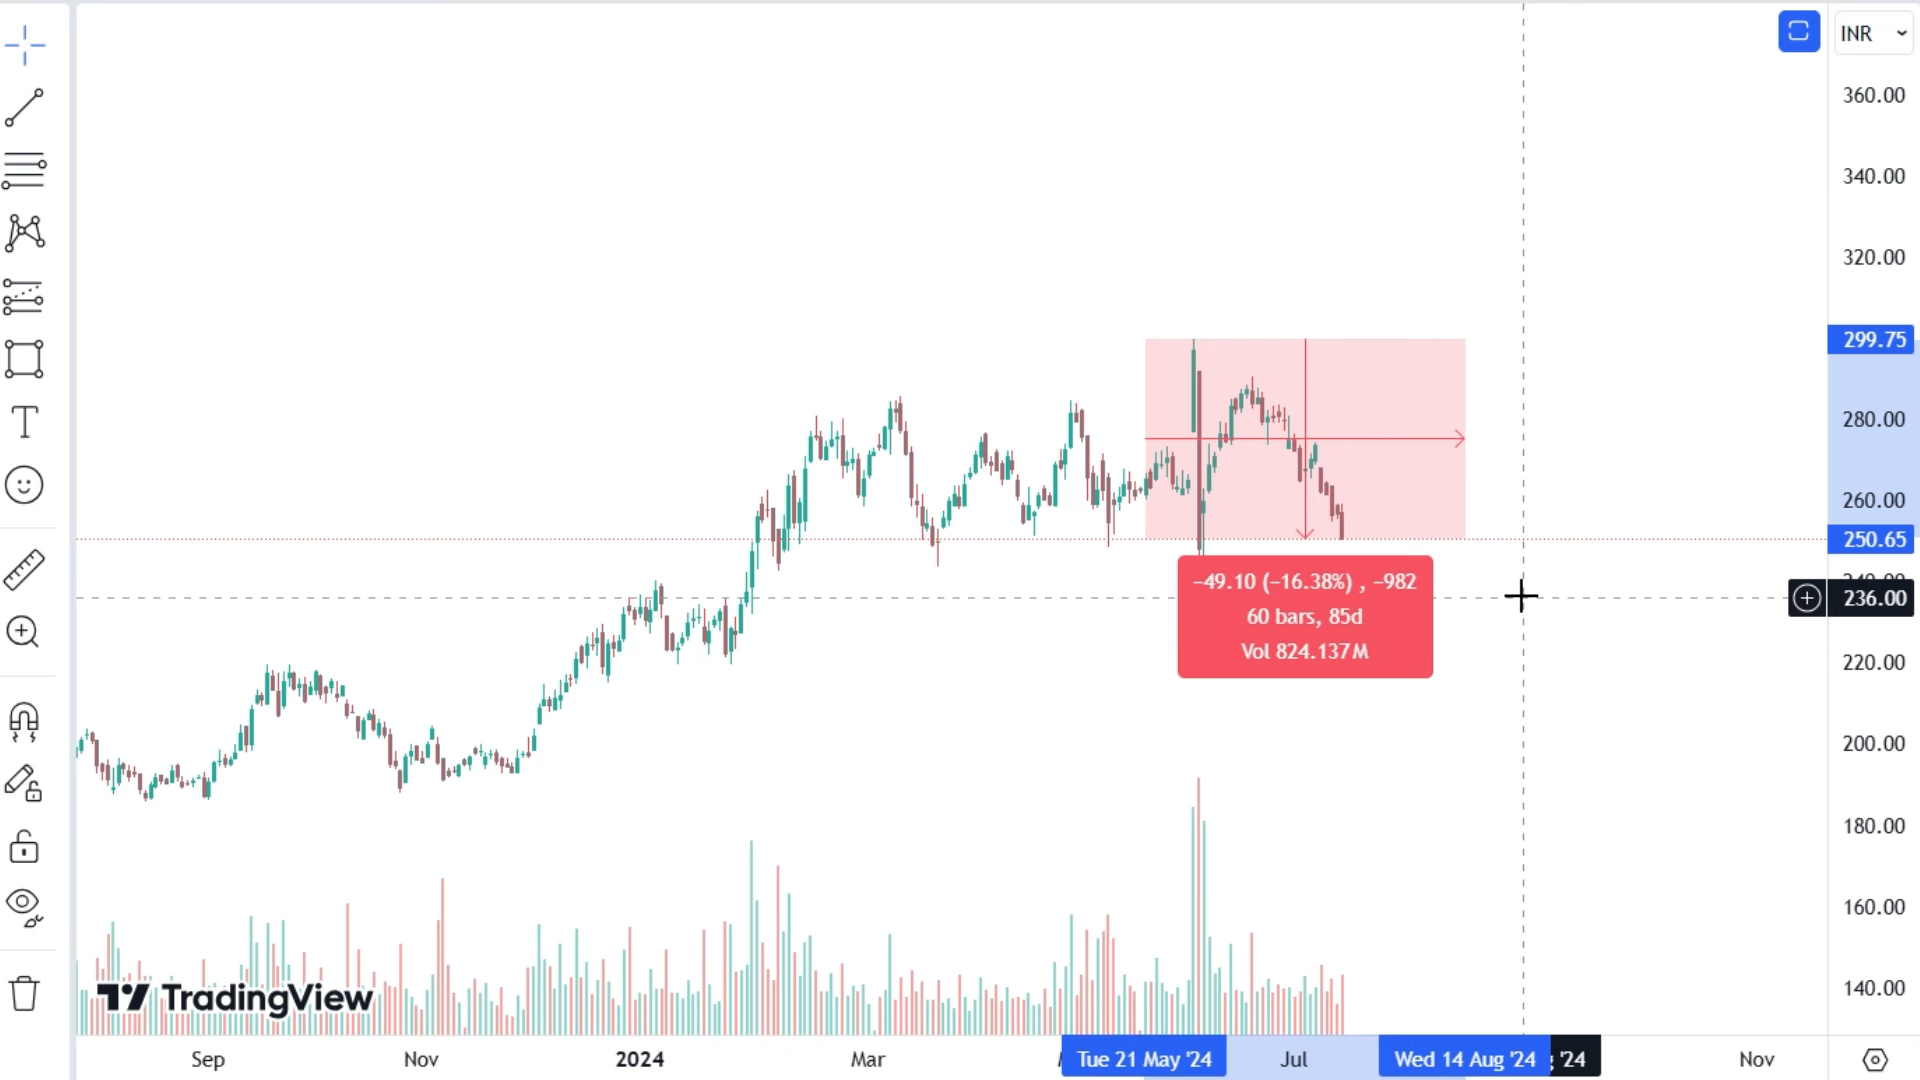 INR
360.00
340.00
320.00
299.75
280.00
260.00
250.65
236.00
220.00
200.00
180.00
160.00
140.00
−49.10 (−16.38%) , −982
60 bars, 85d
Vol 824.137M
TradingView
Sep Nov 2024 Mar Tue 21 May '24 Jul Wed 14 Aug '24 '24 Nov